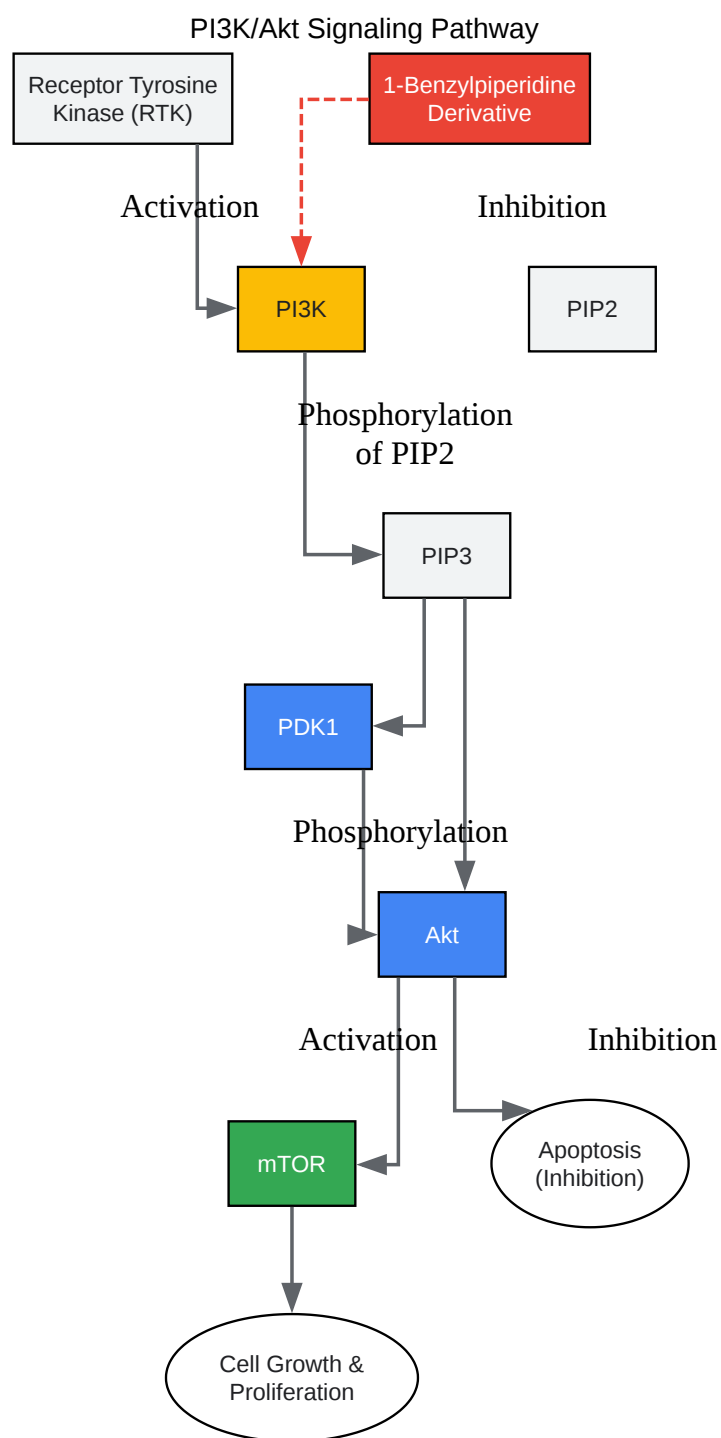 PI3K/Akt Signaling Pathway
Receptor Tyrosine
Kinase (RTK)
1-Benzylpiperidine
Derivative
Activation
Inhibition
PI3K
PIP2
Phosphorylation
of PIP2
PIP3
PDK1
Phosphorylation
Akt
Activation
Inhibition
mTOR
Apoptosis
(Inhibition)
Cell Growth &
Proliferation